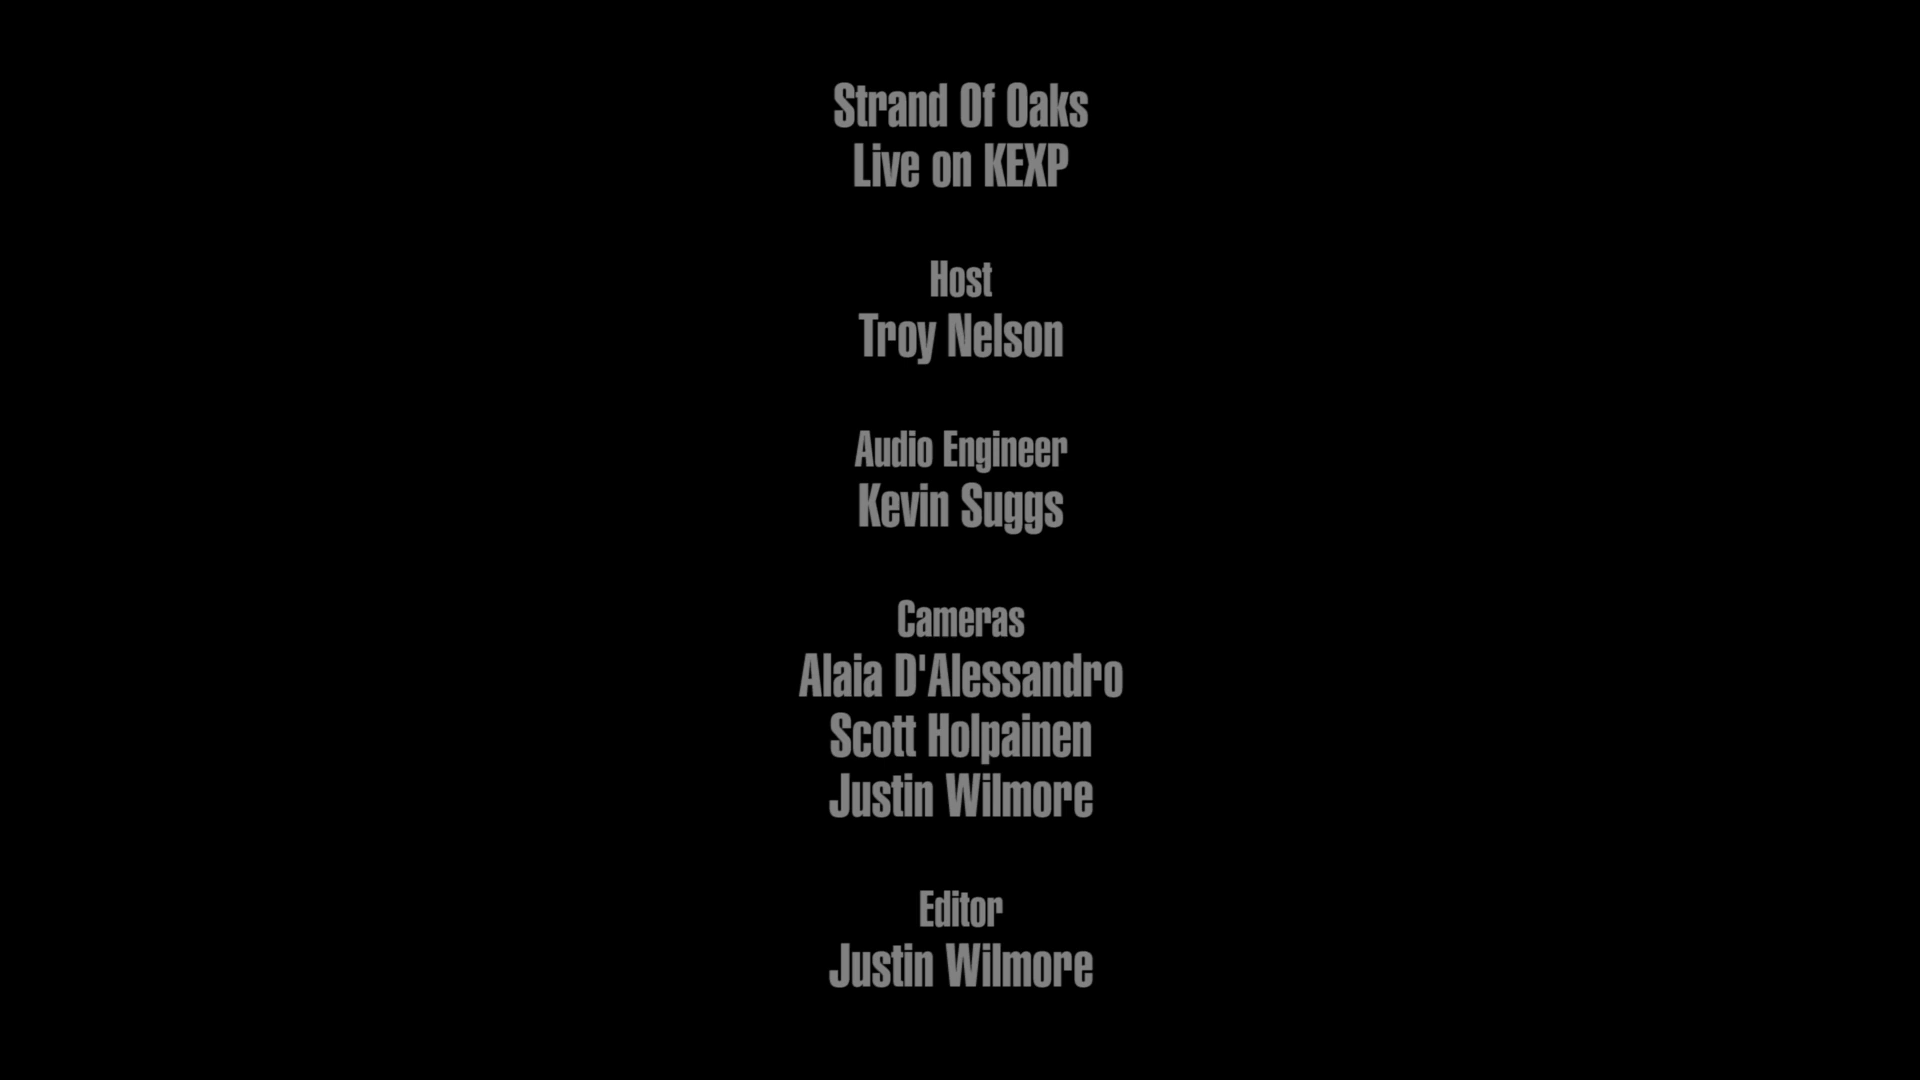 Strand Of Oaks
Live on KEXP
Host
Troy Nelson
Audio Engineer
Kevin Suggs
Cameras
Alaia D'Alessandro
Scott Holpainen
Justin Wilmore
Editor
Justin Wilmore